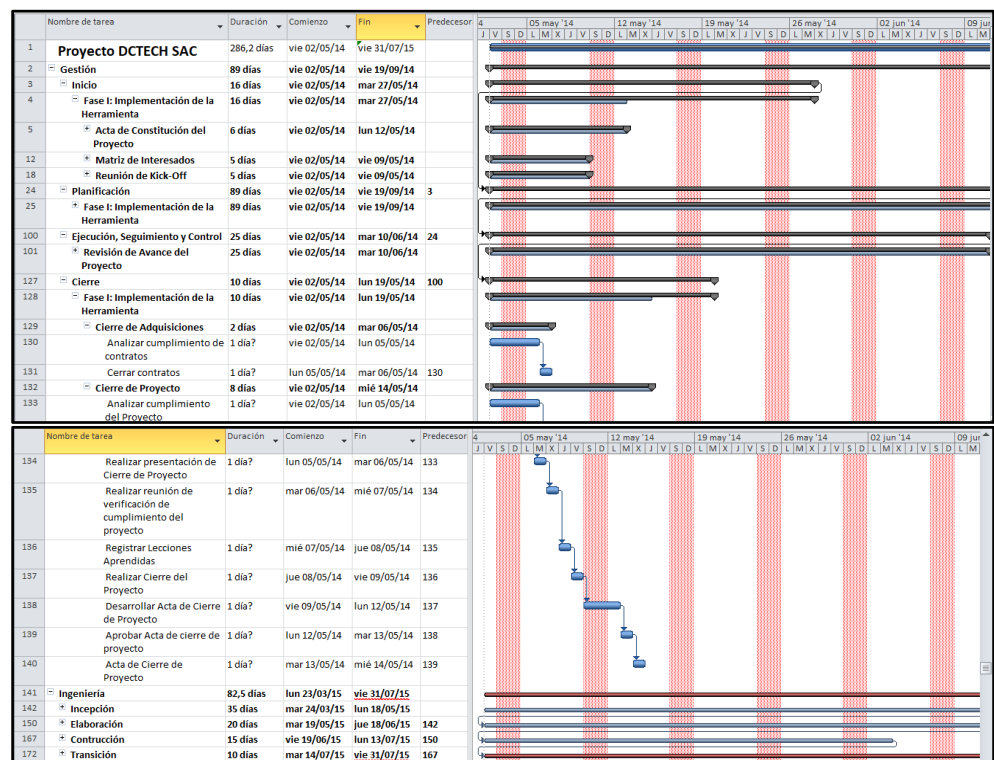 Nombre de tarea Duración Comienzo Fin Predecesor 4 05 may '14 12 may '14 19 may '14 26 may '14 02 jun '14 09 ju
J V S D L M X J V S D L M X J V S D L M X J V S D L M X J V S D L M X J V S D L M
1 Proyecto DCTECH SAC 286,2 días vie 02/05/14 vie 31/07/15
2 Gestión 89 días vie 02/05/14 vie 19/09/14
3 Inicio 16 días vie 02/05/14 mar 27/05/14
4 Fase I: Implementación de la 16 días vie 02/05/14 mar 27/05/14
Herramienta
5 Acta de Constitución del 6 días vie 02/05/14 lun 12/05/14
Proyecto
12 Matriz de Interesados 5 días vie 02/05/14 vie 09/05/14
18 Reunión de Kick-Off 5 días vie 02/05/14 vie 09/05/14
24 Planificación 89 días vie 02/05/14 vie 19/09/14 3
25 Fase I: Implementación de la 89 días vie 02/05/14 vie 19/09/14
Herramienta
100 Ejecución, Seguimiento y Control 25 días vie 02/05/14 mar 10/06/14 24
101 Revisión de Avance del 25 días vie 02/05/14 mar 10/06/14
Proyecto
127 Cierre 10 días vie 02/05/14 lun 19/05/14 100
128 Fase I: Implementación de la 10 días vie 02/05/14 lun 19/05/14
Herramienta
129 Cierre de Adquisiciones 2 días vie 02/05/14 mar 06/05/14
130 Analizar cumplimiento de 1 día? vie 02/05/14 lun 05/05/14
contratos
131 Cerrar contratos 1 día? lun 05/05/14 mar 06/05/14 130
132 Cierre de Proyecto 8 días vie 02/05/14 mié 14/05/14
133 Analizar cumplimiento 1 día? vie 02/05/14 lun 05/05/14
del Proyecto
Nombre de tarea Duración Comienzo Fin Predecesor 4 05 may '14 12 may '14 19 may '14 26 may '14 02 jun '14 09 jur
J V S D L M X J V S D L M X J V S D L M X J V S D L M X J V S D L M X J V S D L M
134 Realizar presentación de 1 día? lun 05/05/14 mar 06/05/14 133
Cierre de Proyecto
135 Realizar reunión de 1 día? mar 06/05/14 mié 07/05/14 134
verificación de
cumplimiento del
proyecto
136 Registrar Lecciones 1 día? mié 07/05/14 jue 08/05/14 135
Aprendidas
137 Realizar Cierre del 1 día? jue 08/05/14 vie 09/05/14 136
Proyecto
138 Desarrollar Acta de Cierre 1 día? vie 09/05/14 lun 12/05/14 137
de Proyecto
139 Aprobar Acta de cierre de 1 día? lun 12/05/14 mar 13/05/14 138
proyecto
140 Acta de Cierre de 1 día? mar 13/05/14 mié 14/05/14 139
Proyecto
141 Ingeniería 82,5 días lun 23/03/15 vie 31/07/15
142 Incepción 35 días mar 24/03/15 lun 18/05/15
150 Elaboración 20 días mar 19/05/15 jue 18/06/15 142
167 Contrucción 15 días vie 19/06/15 lun 13/07/15 150
172 Transición 10 días mar 14/07/15 vie 31/07/15 167